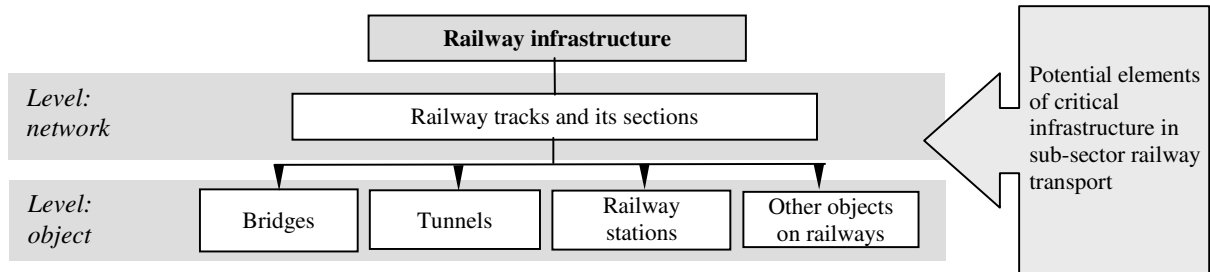 Railway infrastructure
Level:
network
Railway tracks and its sections
Level:
object
Bridges
Tunnels
Railway
stations
Other objects
on railways
Potential elements
of critical
infrastructure in
sub-sector railway
transport